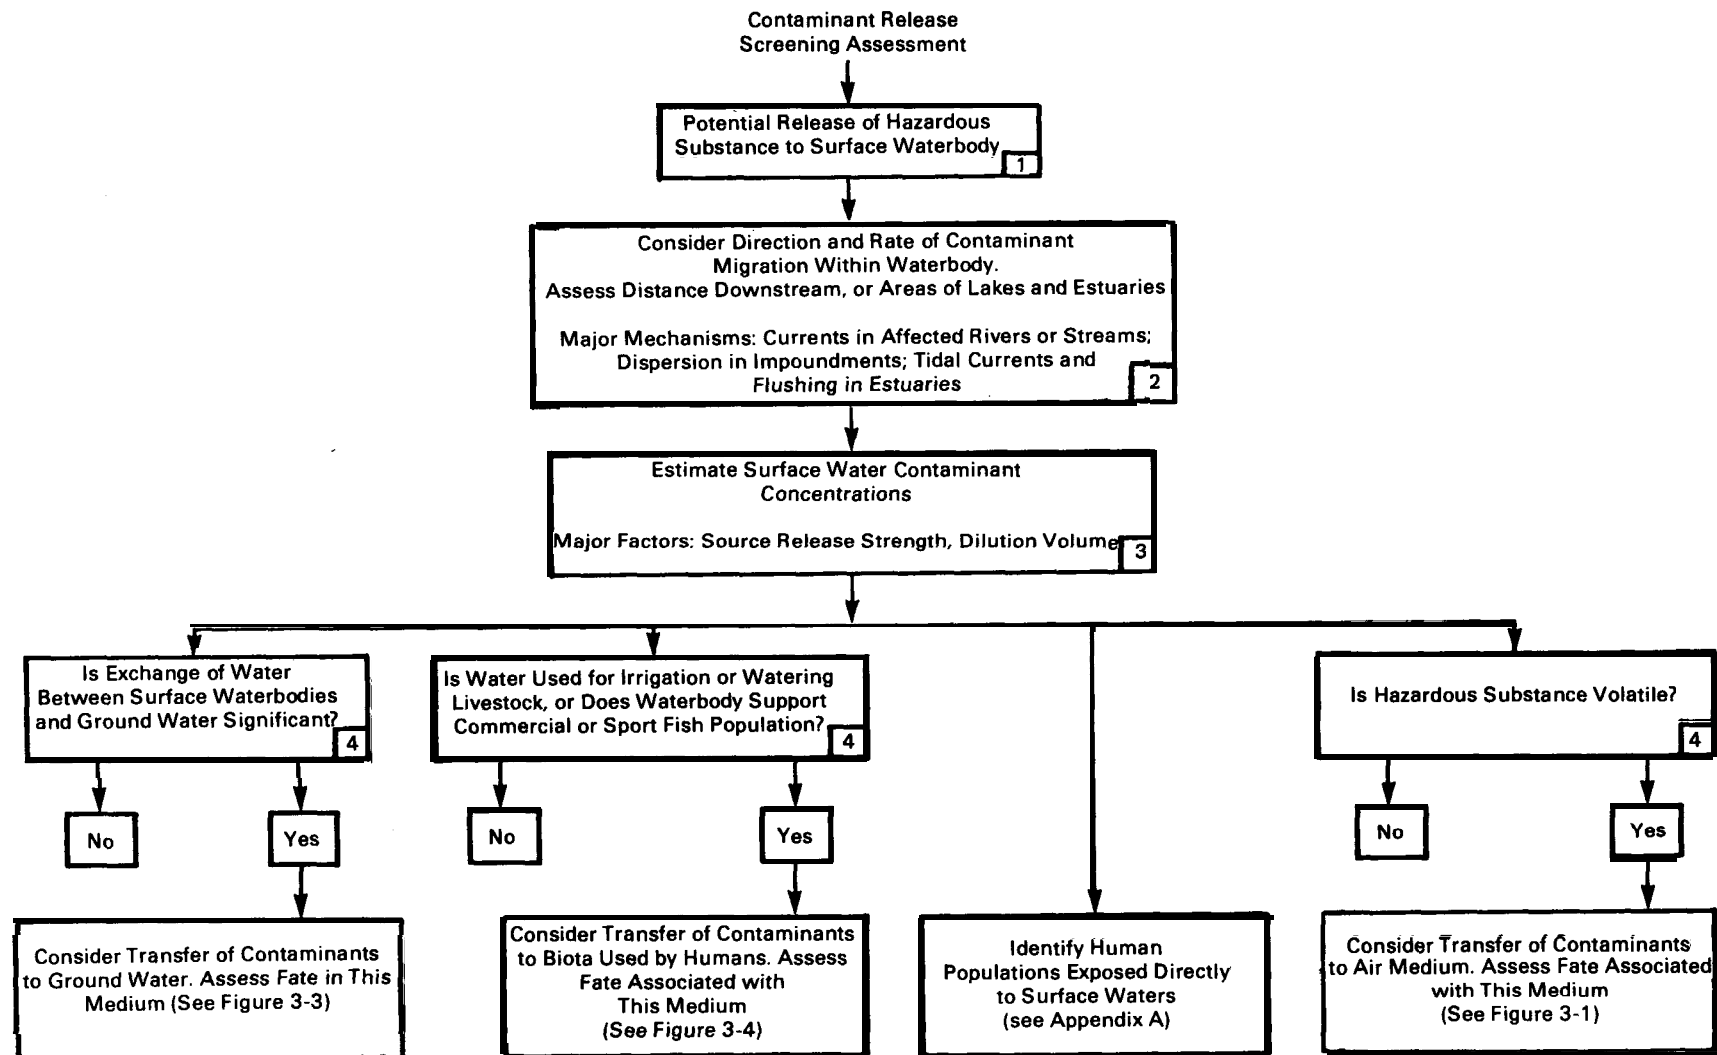 Contaminant Release
Screening Assessment
Potential Release of Hazardous
Substance to Surface Waterbody
1
Consider Direction and Rate of Contaminant
Migration Within Waterbody.
Assess Distance Downstream, or Areas of Lakes and Estuaries
Major Mechanisms: Currents in Affected Rivers or Streams;
Dispersion in Impoundments; Tidal Currents and
Flushing in Estuaries
2
Estimate Surface Water Contaminant
Concentrations
Major Factors: Source Release Strength, Dilution Volume
3
Is Exchange of Water
Between Surface Waterbodies
and Ground Water Significant?
4
Is Water Used for Irrigation or Watering
Livestock, or Does Waterbody Support
Commercial or Sport Fish Population?
4
Is Hazardous Substance Volatile?
4
No
Yes
No
Yes
No
Yes
Consider Transfer of Contaminants
to Ground Water. Assess Fate in This
Medium (See Figure 3-3)
Consider Transfer of Contaminants
to Biota Used by Humans. Assess
Fate Associated with
This Medium
(See Figure 3-4)
Identify Human
Populations Exposed Directly
to Surface Waters
(see Appendix A)
Consider Transfer of Contaminants
to Air Medium. Assess Fate Associated
with This Medium
(See Figure 3-1)